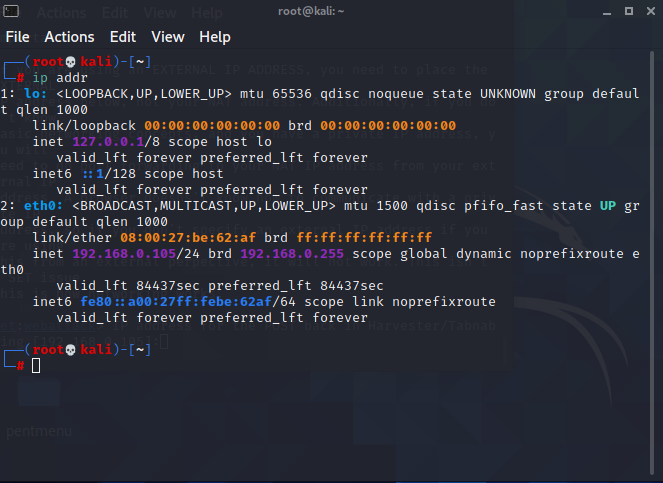 root@kali: ~
File Actions Edit View Help
(root💀kali)-[~]
# ip addr
1: lo: <LOOPBACK,UP,LOWER_UP> mtu 65536 qdisc noqueue state UNKNOWN group defaul
t qlen 1000
link/loopback 00:00:00:00:00:00 brd 00:00:00:00:00:00
inet 127.0.0.1/8 scope host lo
valid_lft forever preferred_lft forever
inet6 ::1/128 scope host
valid_lft forever preferred_lft forever
2: eth0: <BROADCAST,MULTICAST,UP,LOWER_UP> mtu 1500 qdisc pfifo_fast state UP gr
oup default qlen 1000
link/ether 08:00:27:be:62:af brd ff:ff:ff:ff:ff:ff
inet 192.168.0.105/24 brd 192.168.0.255 scope global dynamic noprefixroute e
th0
valid_lft 84437sec preferred_lft 84437sec
inet6 fe80::a00:27ff:febe:62af/64 scope link noprefixroute
valid_lft forever preferred_lft forever
(root💀kali)-[~]
#
pentmenu